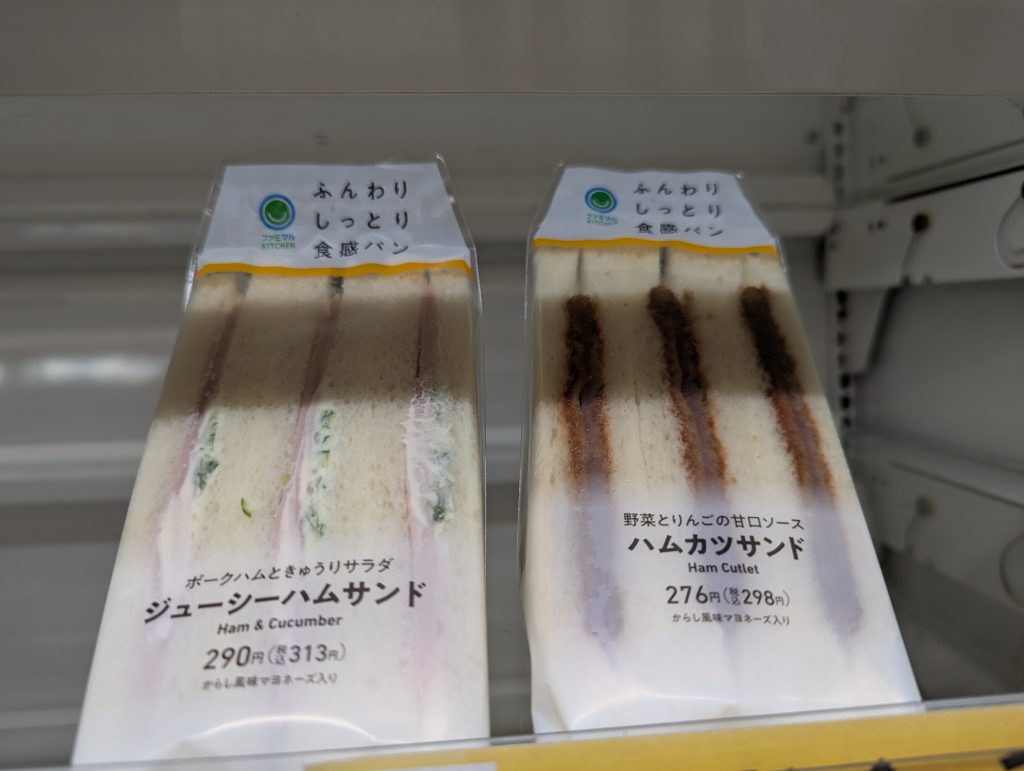 ふんわり
しっとり
食感パン
ファミマル
KITCHEN
ポークハムときゅうりサラダ
ジューシーハムサンド
Ham & Cucumber
290円(税込313円)
からし風味マヨネーズ入り
ふんわり
しっとり
食感パン
ファミマル
KITCHEN
野菜とりんごの甘口ソース
ハムカツサンド
Ham Cutlet
276円(税込298円)
からし風味マヨネーズ入り